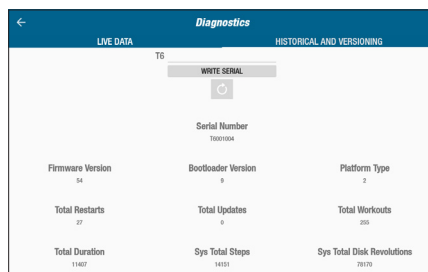 Diagnostics
LIVE DATA HISTORICAL AND VERSIONING
T6
WRITE SERIAL
Serial Number
T6001004
Firmware Version Bootloader Version Platform Type
54 9 2
Total Restarts Total Updates Total Workouts
27 0 255
Total Duration Sys Total Steps Sys Total Disk Revolutions
11407 14151 78170